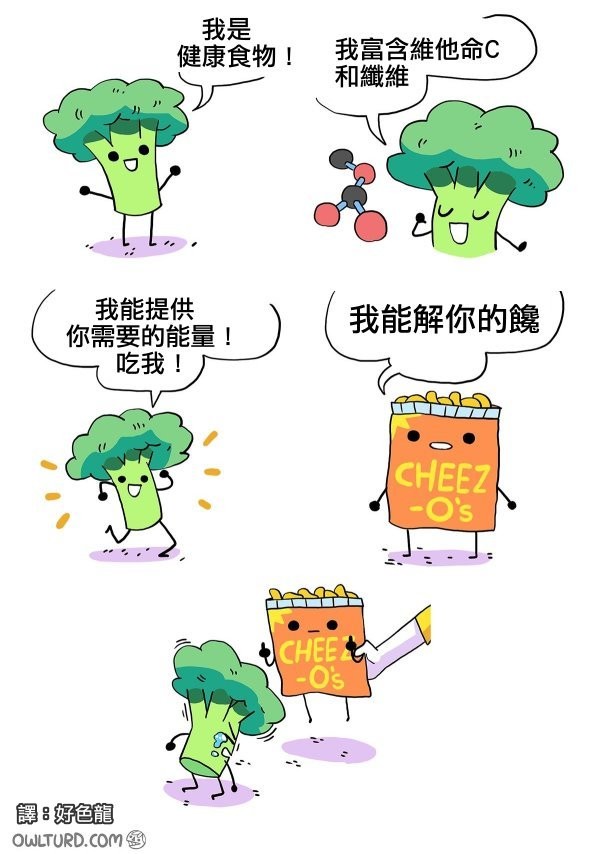 我是
健康食物！
我富含維他命C
和纖維
我能提供
你需要的能量！
吃我！
我能解你的饞
CHEEZ
-O's
CHEEZ
-O's
譯：好色龍
OWLTURD.COM